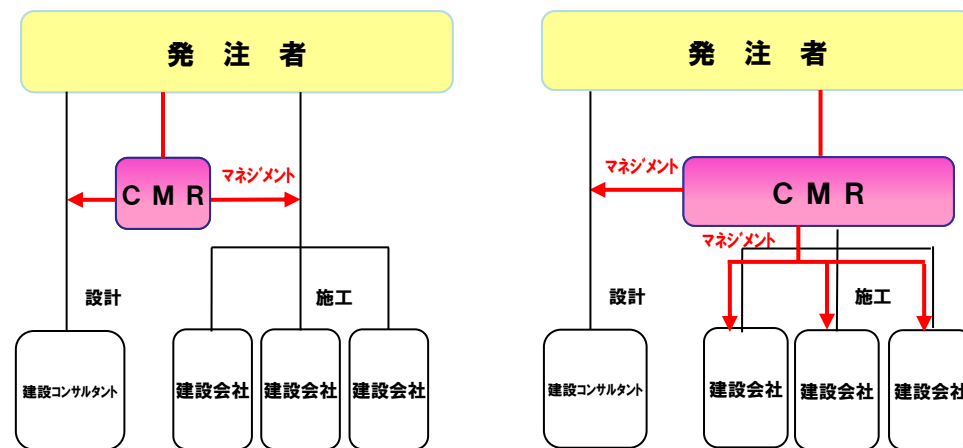 発 注 者
マネジメント
C M R
設計
施工
建設コンサルタント
建設会社
建設会社
建設会社
発 注 者
マネジメント
C M R
マネジメント
設計
施工
建設コンサルタント
建設会社
建設会社
建設会社